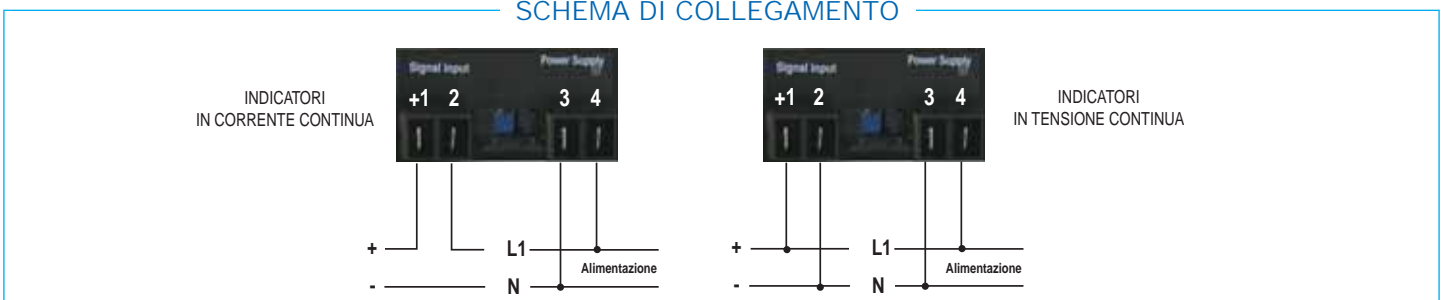 SCHEMA DI COLLEGAMENTO
INDICATORI
IN CORRENTE CONTINUA
Signal Input Power Supply
+1 2 3 4
+ L1
Alimentazione
- N
Signal Input Power Supply
+1 2 3 4
INDICATORI
IN TENSIONE CONTINUA
+ L1
Alimentazione
- N